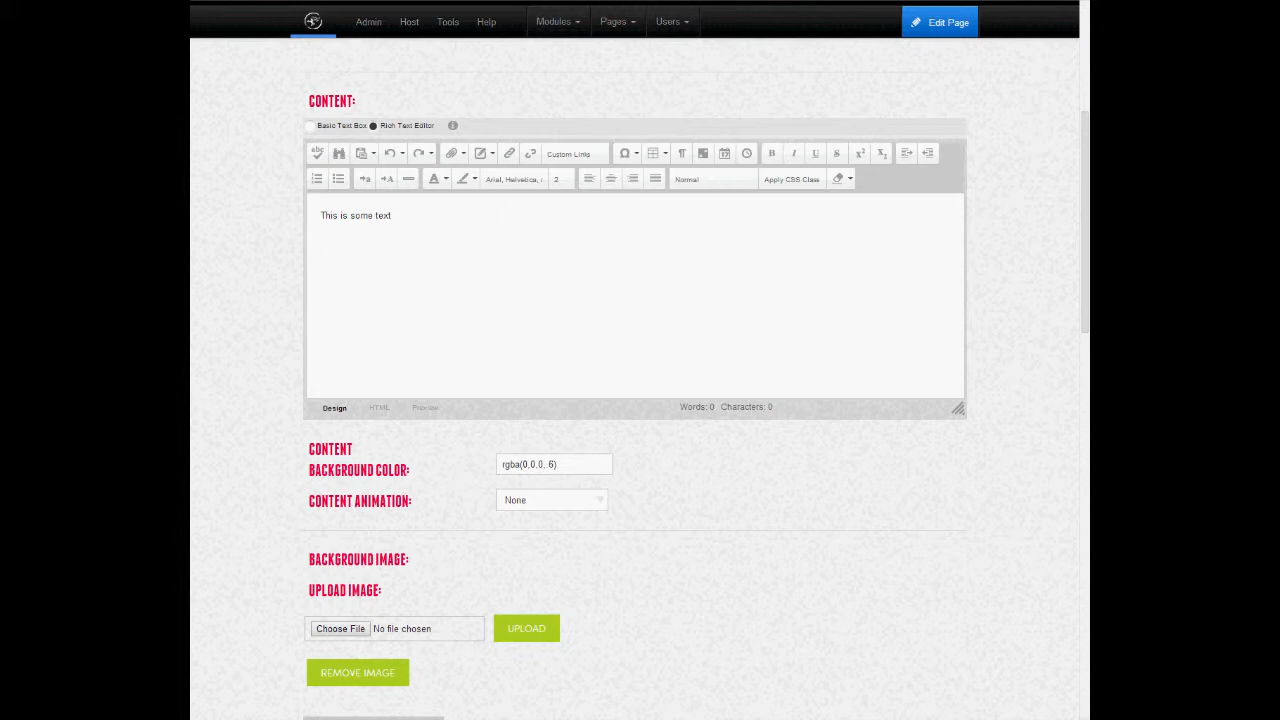 Admin Host Tools Help Modules Pages Users Edit Page
CONTENT:
Basic Text Box Rich Text Editor
abc Custom Links ¶ B I U S x² X₂
a A A Arial, Helvetica, 2 Normal Apply CSS Class
This is some text
Design HTML Preview Words: 0 Characters: 0
CONTENT
BACKGROUND COLOR:
rgba(0,0,0,.6)
CONTENT ANIMATION: None
BACKGROUND IMAGE:
UPLOAD IMAGE:
Choose File No file chosen UPLOAD
REMOVE IMAGE